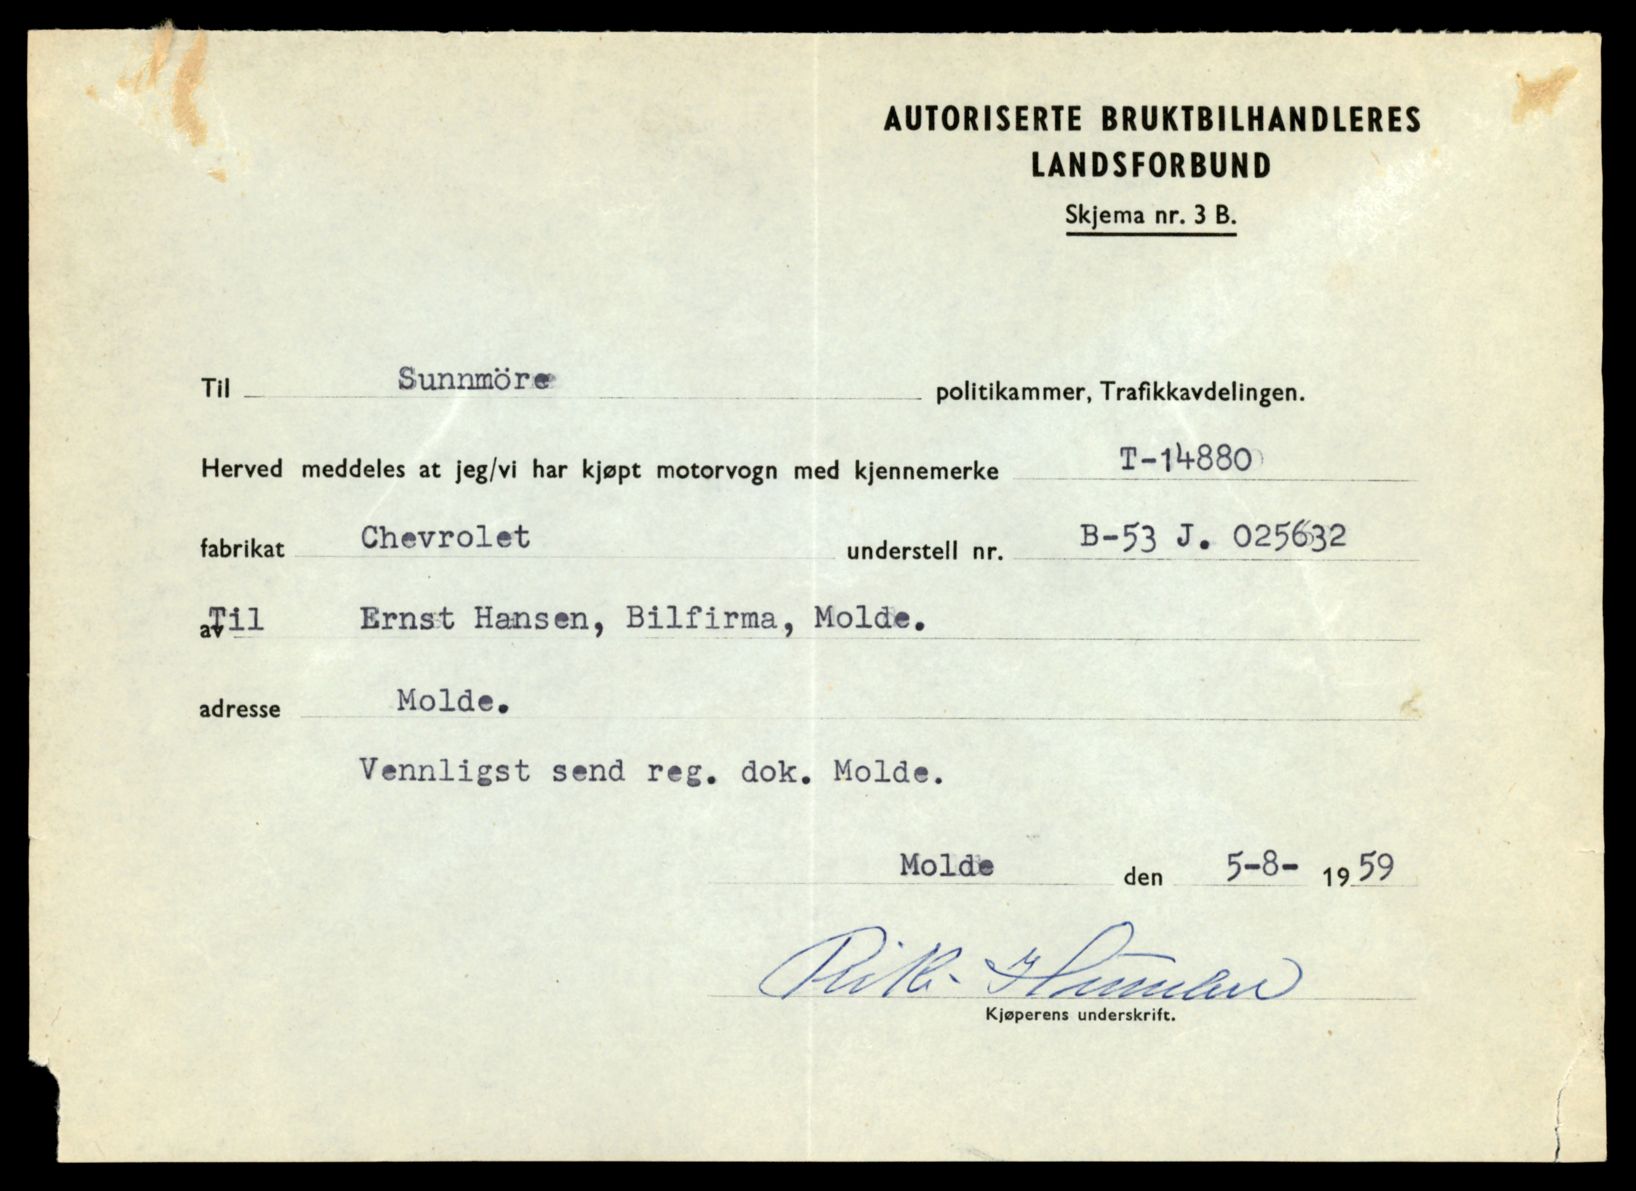 AUTORISERTE BRUKTBILHANDLERES
LANDSFORBUND
Skjema nr. 3 B.
Til Sunnmöre politikammer, Trafikkavdelingen.
Herved meddeles at jeg/vi har kjøpt motorvogn med kjennemerke T-14880
fabrikat Chevrolet understell nr. B-53 J. 025632
av Til Ernst Hansen, Bilfirma, Molde.
adresse Molde.
Vennligst send reg. dok. Molde.
Molde den 5-8- 1959
Kjøperens underskrift.